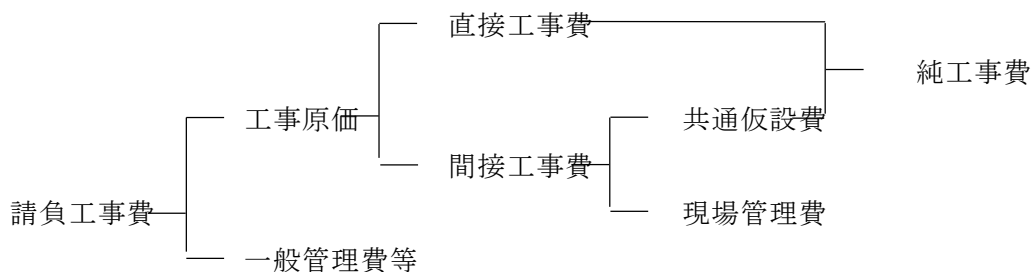 直接工事費
純工事費
工事原価
共通仮設費
間接工事費
請負工事費
現場管理費
一般管理費等